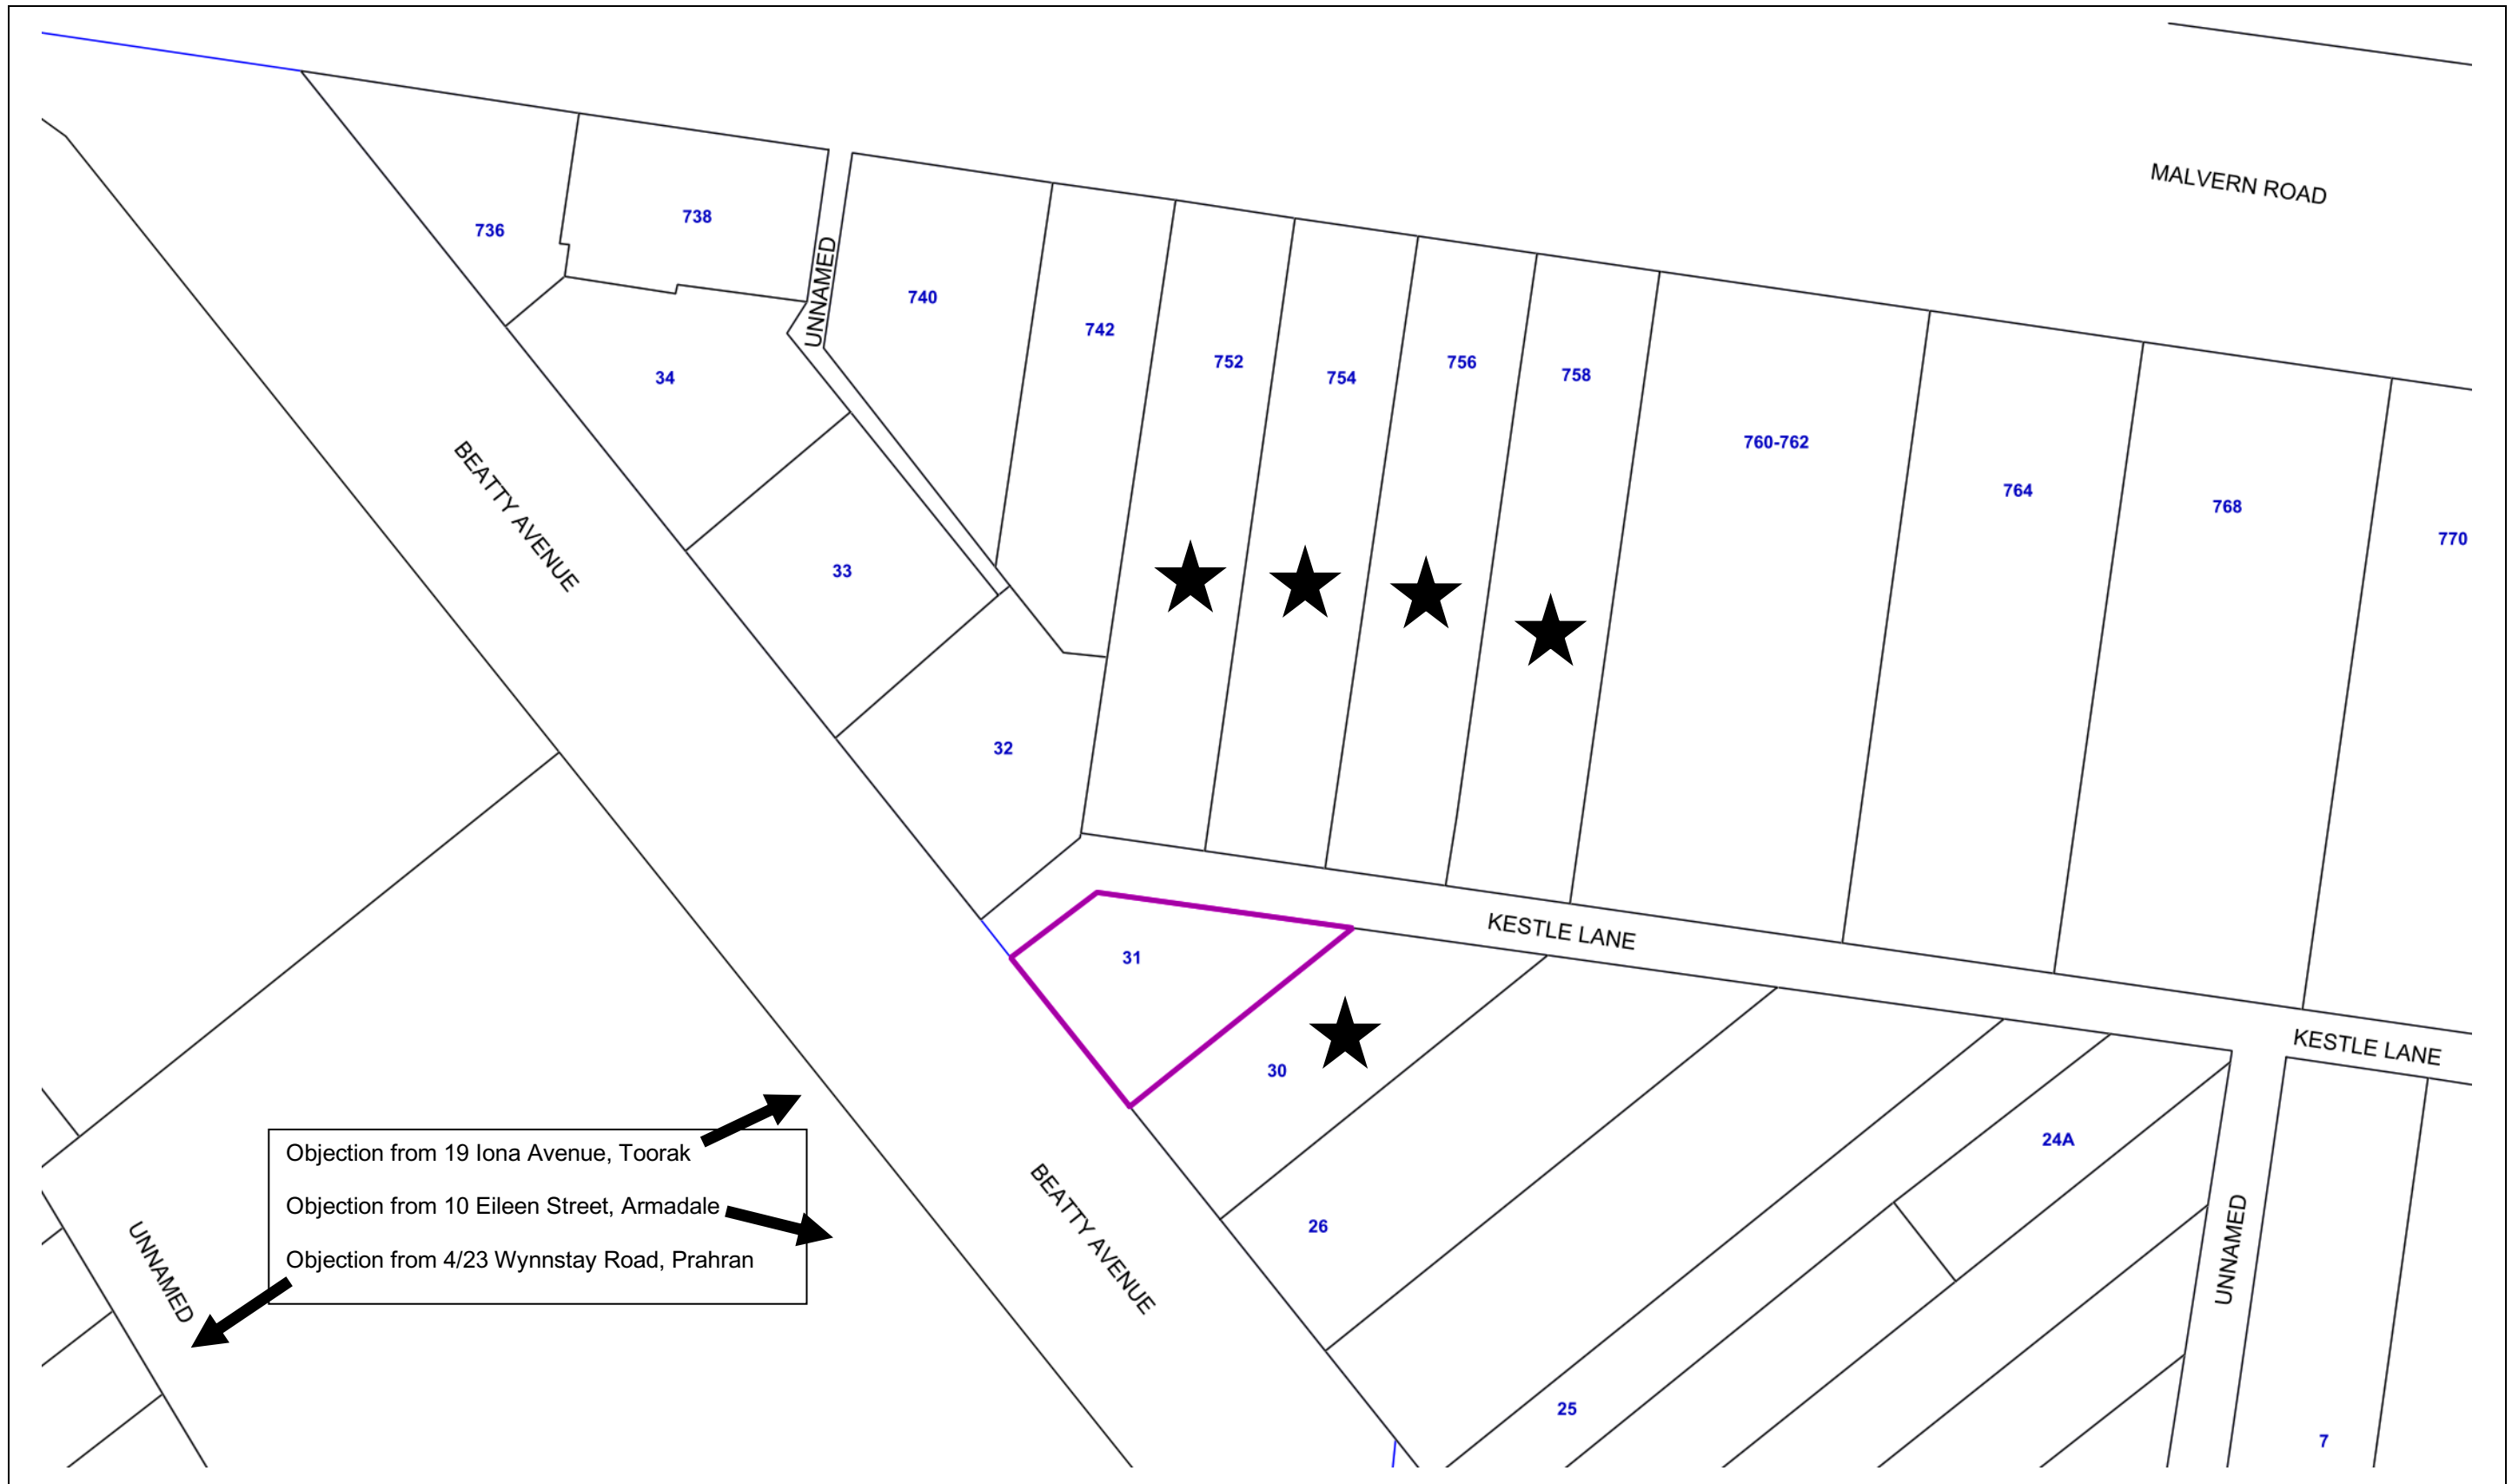 MALVERN ROAD
736
738
UNNAMED
740
742
752
754
756
758
760-762
764
768
770
34
BEATTY AVENUE
33
32
KESTLE LANE
31
30
KESTLE LANE
24A
Objection from 19 Iona Avenue, Toorak
Objection from 10 Eileen Street, Armadale
Objection from 4/23 Wynnstay Road, Prahran
UNNAMED
BEATTY AVENUE
26
UNNAMED
25
7